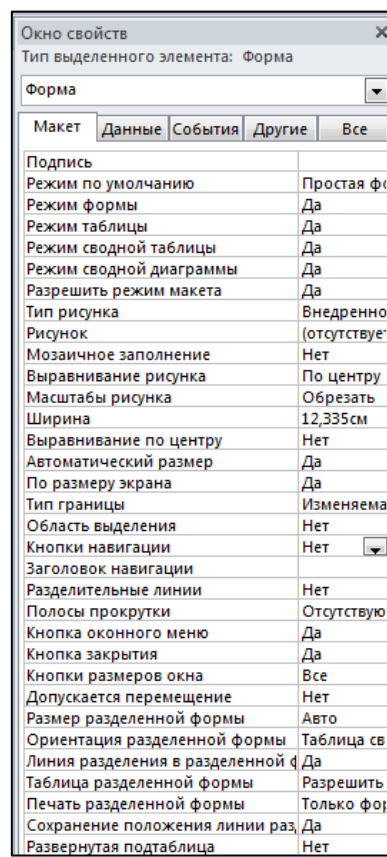 Окно свойств
Тип выделенного элемента: Форма
Форма
Макет Данные События Другие Все
Подпись
Режим по умолчанию Простая фо
Режим формы Да
Режим таблицы Да
Режим сводной таблицы Да
Режим сводной диаграммы Да
Разрешить режим макета Да
Тип рисунка Внедренно
Рисунок (отсутствует
Мозаичное заполнение Нет
Выравнивание рисунка По центру
Масштабы рисунка Обрезать
Ширина 12,335см
Выравнивание по центру Нет
Автоматический размер Да
По размеру экрана Да
Тип границы Изменяема
Область выделения Нет
Кнопки навигации Нет
Заголовок навигации
Разделительные линии Нет
Полосы прокрутки Отсутствую
Кнопка оконного меню Да
Кнопка закрытия Да
Кнопки размеров окна Все
Допускается перемещение Нет
Размер разделенной формы Авто
Ориентация разделенной формы Таблица св
Линия разделения в разделенной ф Да
Таблица разделенной формы Разрешить
Печать разделенной формы Только фор
Сохранение положения линии раз Да
Развернутая подтаблица Нет